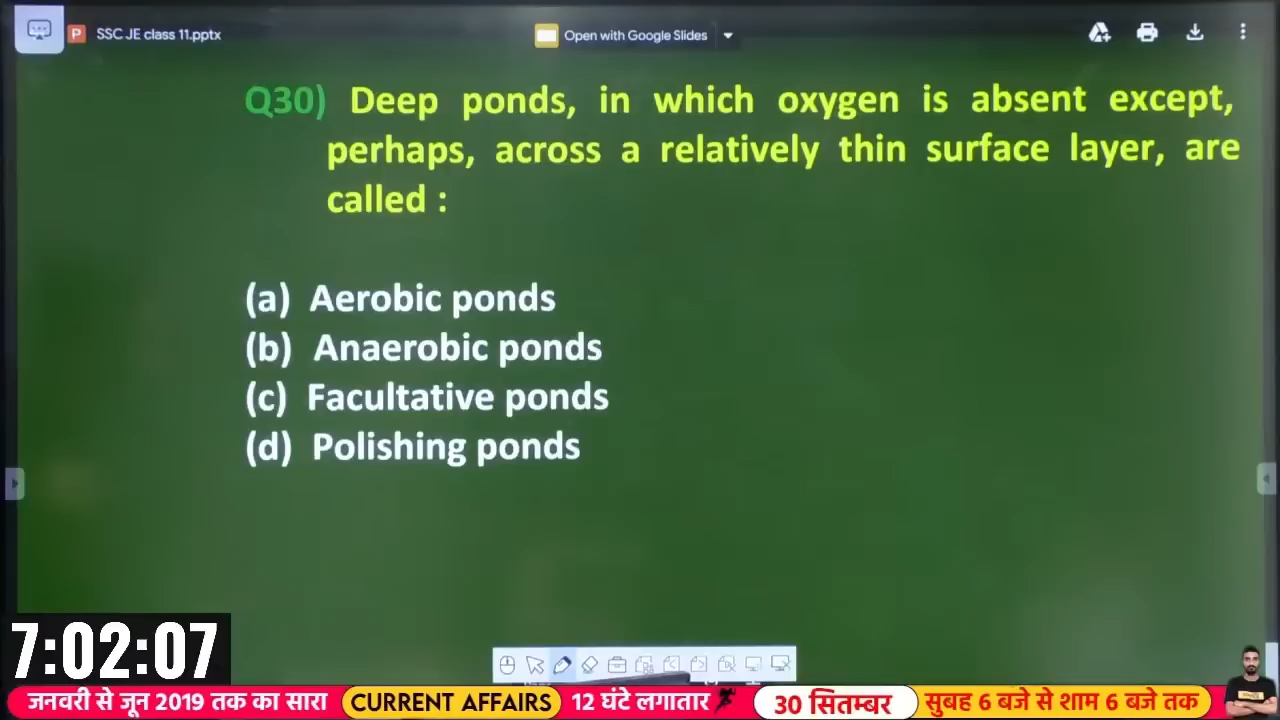 P SSC JE class 11.pptx
Open with Google Slides
Q30) Deep ponds, in which oxygen is absent except,
perhaps, across a relatively thin surface layer, are
called :
(a) Aerobic ponds
(b) Anaerobic ponds
(c) Facultative ponds
(d) Polishing ponds
7:02:07
जनवरी से जून 2019 तक का सारा CURRENT AFFAIRS 12 घंटे लगातार 30 सितम्बर सुबह 6 बजे से शाम 6 बजे तक